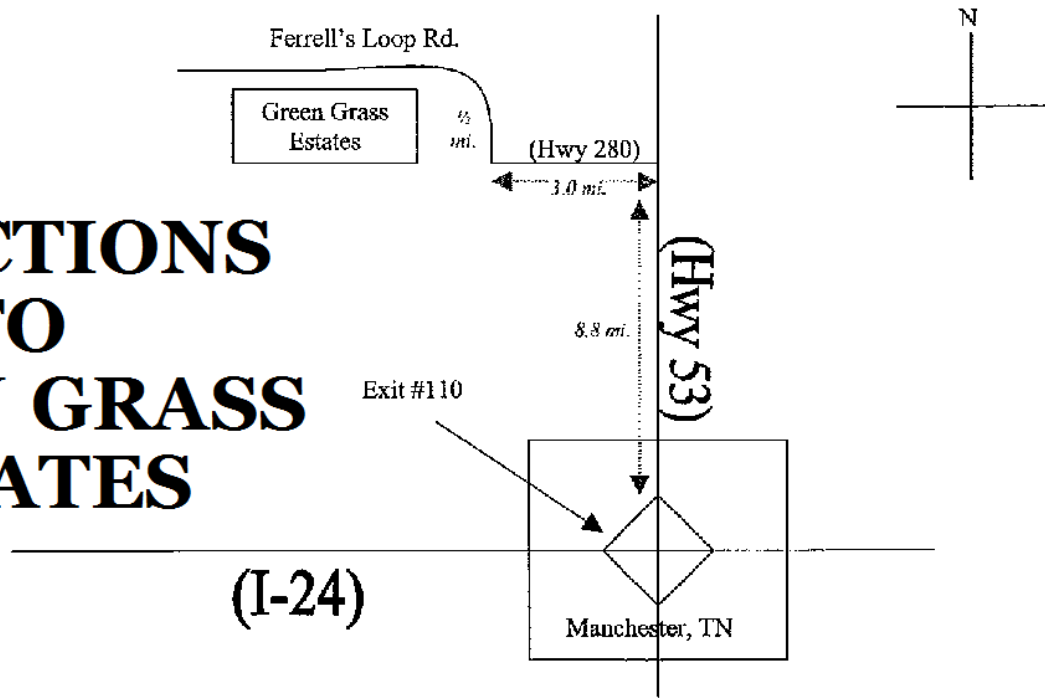 Ferrell's Loop Rd.
N
Green Grass
Estates
½
mi.
(Hwy 280)
3.0 mi.
CTIONS
TO
GRASS
ATES
(Hwy 53)
8.8 mi.
Exit #110
(I-24)
Manchester, TN